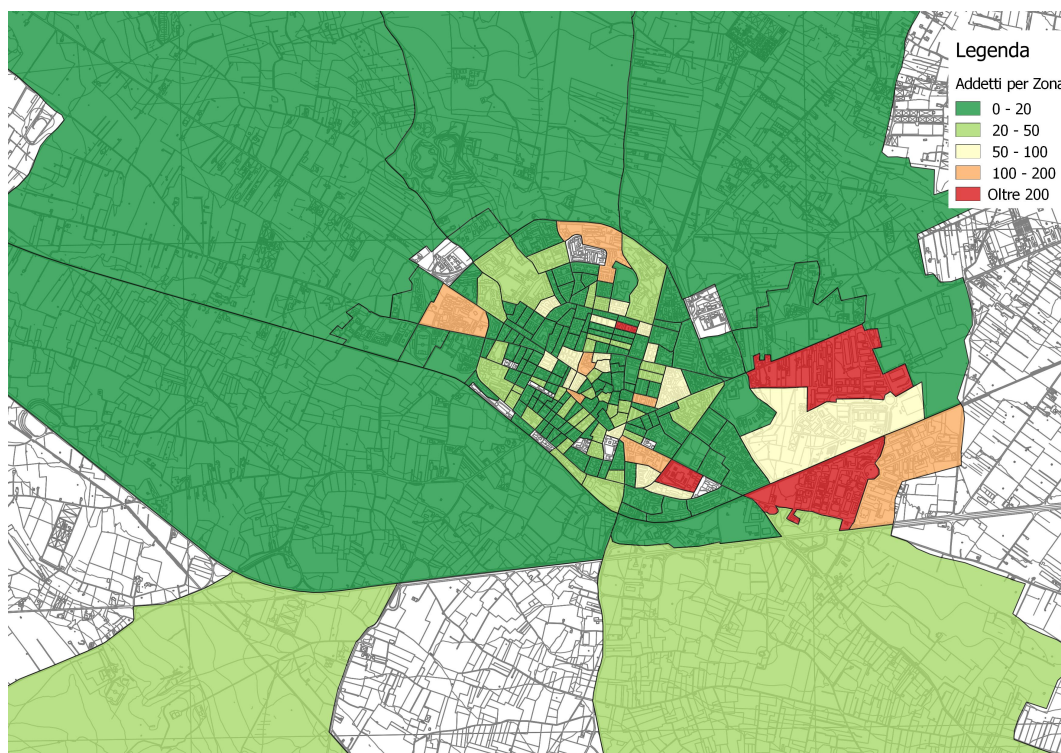 Legenda
Addetti per Zona
0 - 20
20 - 50
50 - 100
100 - 200
Oltre 200